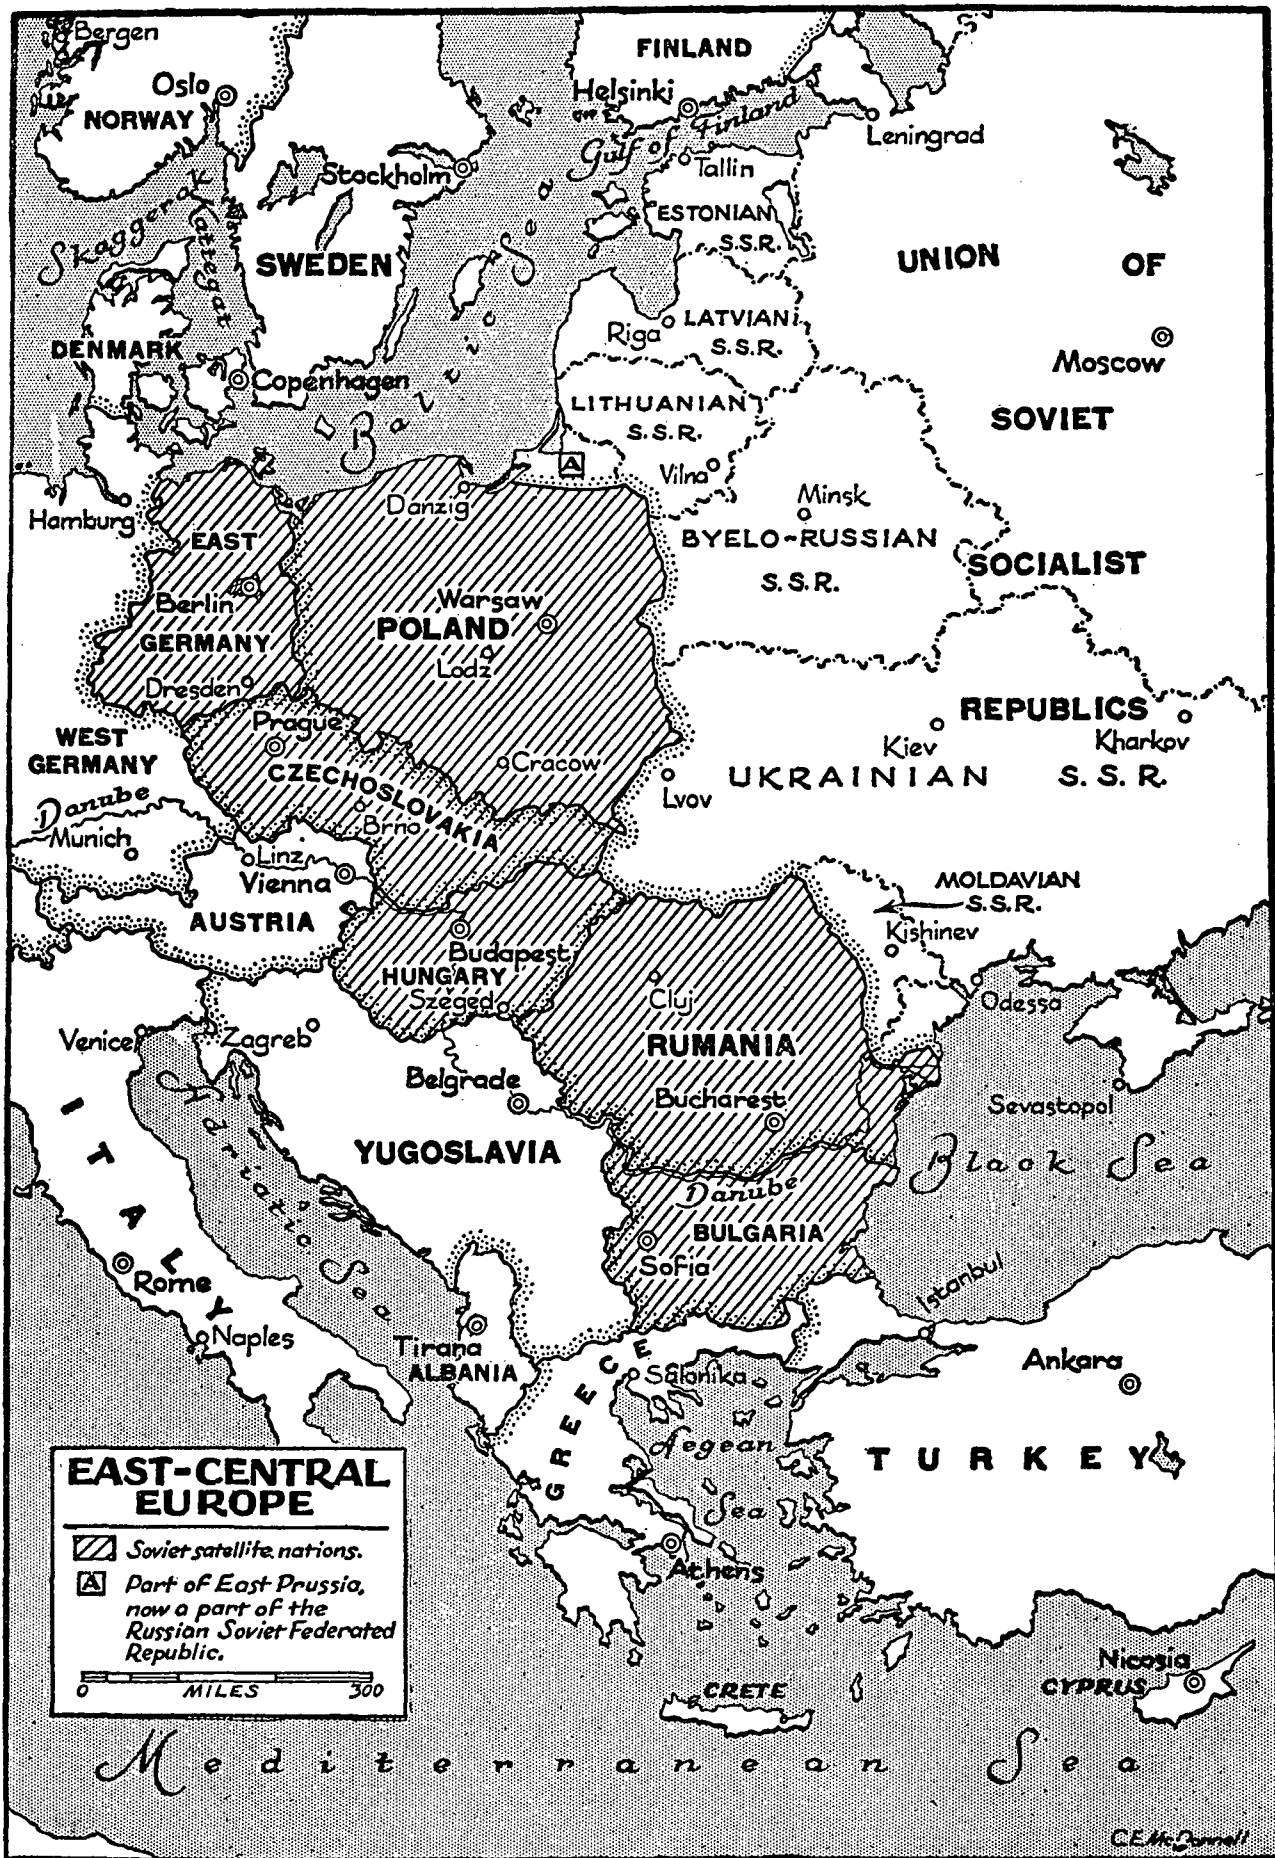 Bergen
FINLAND
Oslo
Helsinki
NORWAY
Gulf of Finland
Leningrad
Stockholm
Tallin
Skaggerak
Kattegat
ESTONIAN
S.S.R.
SWEDEN
Baltic Sea
UNION OF
Riga
LATVIAN
S.S.R.
Moscow
DENMARK
Copenhagen
LITHUANIAN
S.S.R.
SOVIET
A
Vilna
Hamburg
Danzig
Minsk
EAST
BYELO-RUSSIAN
S.S.R.
SOCIALIST
Berlin
Warsaw
POLAND
GERMANY
Lodz
Dresden
Prague
REPUBLICS
WEST
GERMANY
Kiev
Kharkov
CZECHOSLOVAKIA
Cracow
UKRAINIAN S.S.R.
Lvov
Danube
Brno
Munich
Linz
Vienna
MOLDAVIAN
S.S.R.
AUSTRIA
Kishinev
Budapest
HUNGARY
Szeged
Cluj
Odessa
Venice
Zagreb
RUMANIA
Belgrade
Bucharest
Sevastopol
ITALY
Adriatic Sea
YUGOSLAVIA
Black Sea
Danube
BULGARIA
Sofia
Rome
Istanbul
Naples
Tirana
ALBANIA
GREECE
Salonika
Ankara
Aegean
Sea
TURKEY
Athens
EAST-CENTRAL
EUROPE
Soviet satellite nations.
A Part of East Prussia,
now a part of the
Russian Soviet Federated
Republic.
0 MILES 300
CRETE
Nicosia
CYPRUS
Mediterranean Sea
C.E.McDonnell